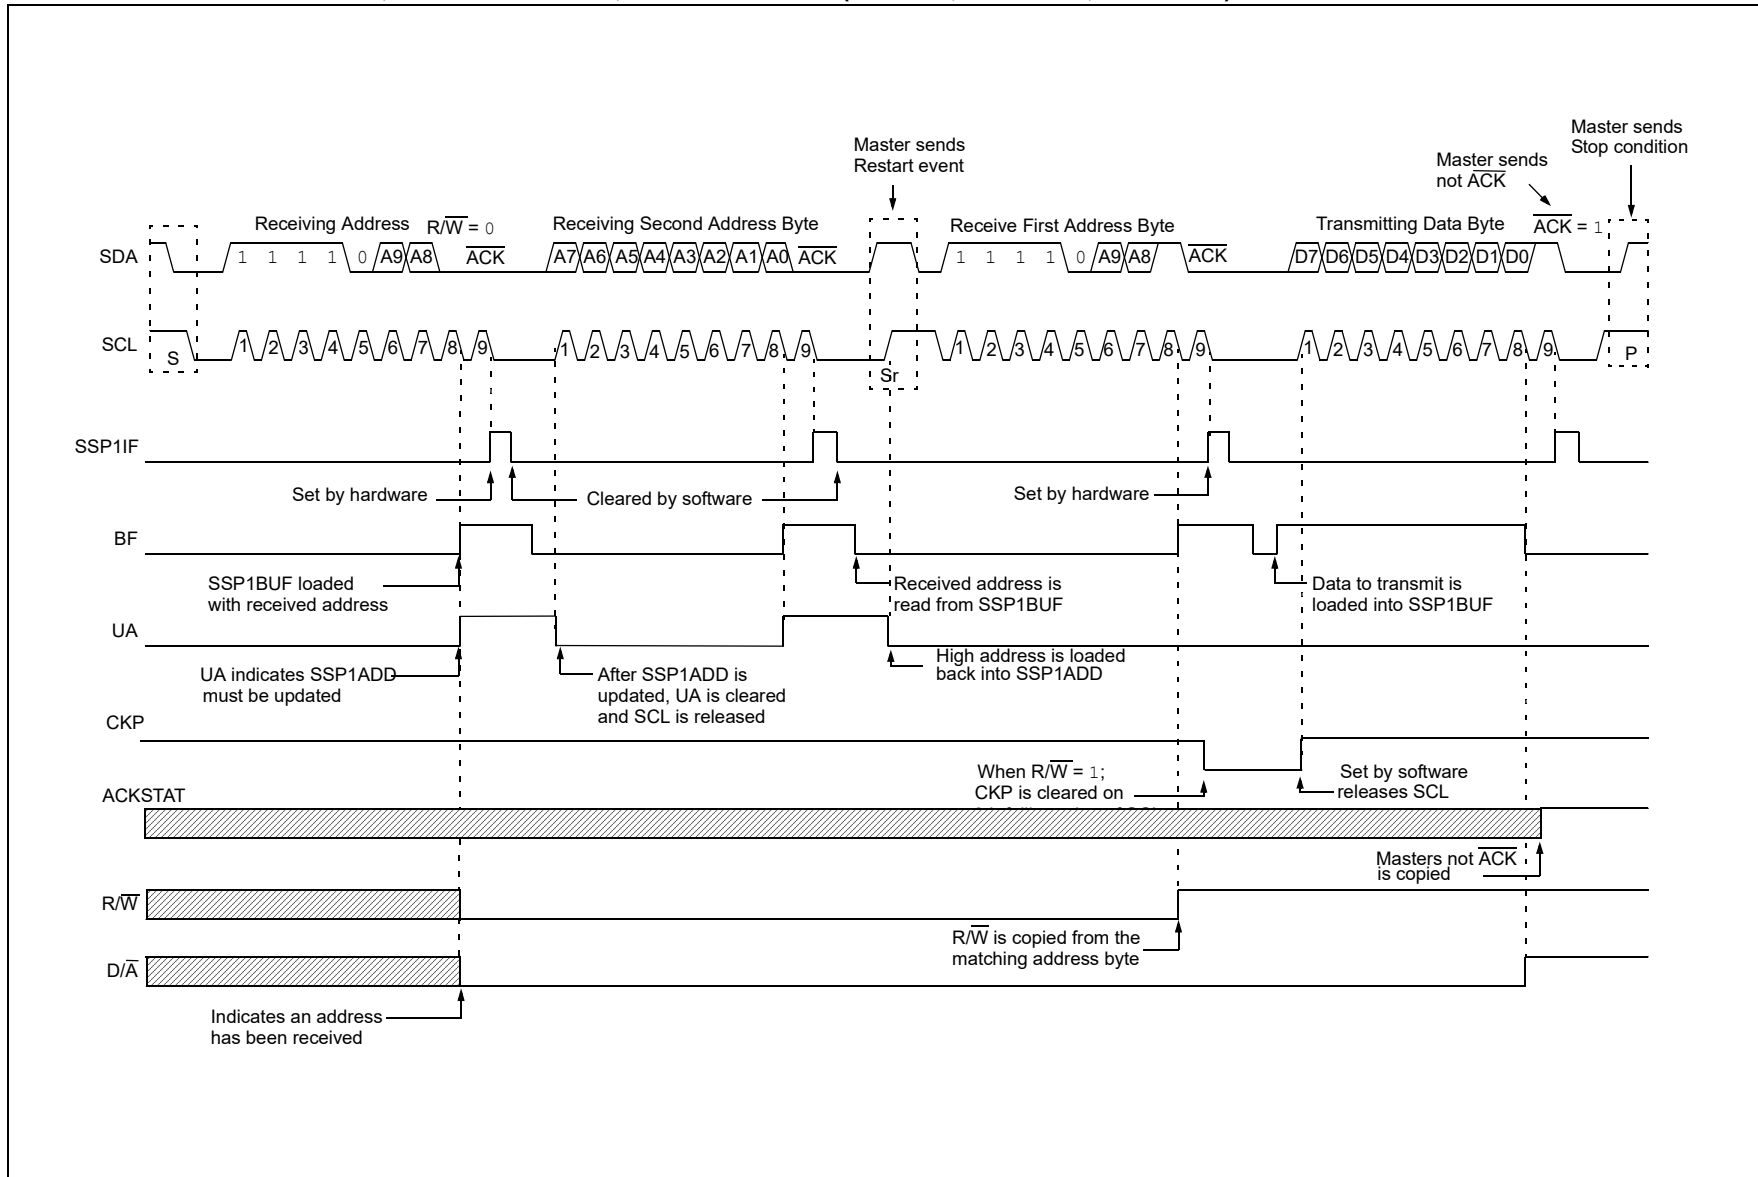 Master sends
Restart event
Master sends
not A̅C̅K̅
Master sends
Stop condition
Receiving Address R/W̅ = 0
Receiving Second Address Byte
Receive First Address Byte
Transmitting Data Byte
A̅C̅K̅ = 1
SDA 1 1 1 1 0 A9 A8 A̅C̅K̅ A7 A6 A5 A4 A3 A2 A1 A0 A̅C̅K̅ 1 1 1 1 0 A9 A8 A̅C̅K̅ D7 D6 D5 D4 D3 D2 D1 D0
SCL S 1 2 3 4 5 6 7 8 9 1 2 3 4 5 6 7 8 9 Sr 1 2 3 4 5 6 7 8 9 1 2 3 4 5 6 7 8 9 P
SSP1IF
Set by hardware
Cleared by software
Set by hardware
BF
SSP1BUF loaded
with received address
Received address is
read from SSP1BUF
Data to transmit is
loaded into SSP1BUF
UA
UA indicates SSP1ADD
must be updated
After SSP1ADD is
updated, UA is cleared
and SCL is released
High address is loaded
back into SSP1ADD
CKP
When R/W̅ = 1;
CKP is cleared on
Set by software
releases SCL
ACKSTAT
Masters not A̅C̅K̅
is copied
R/W̅
R/W̅ is copied from the
matching address byte
D/A̅
Indicates an address
has been received